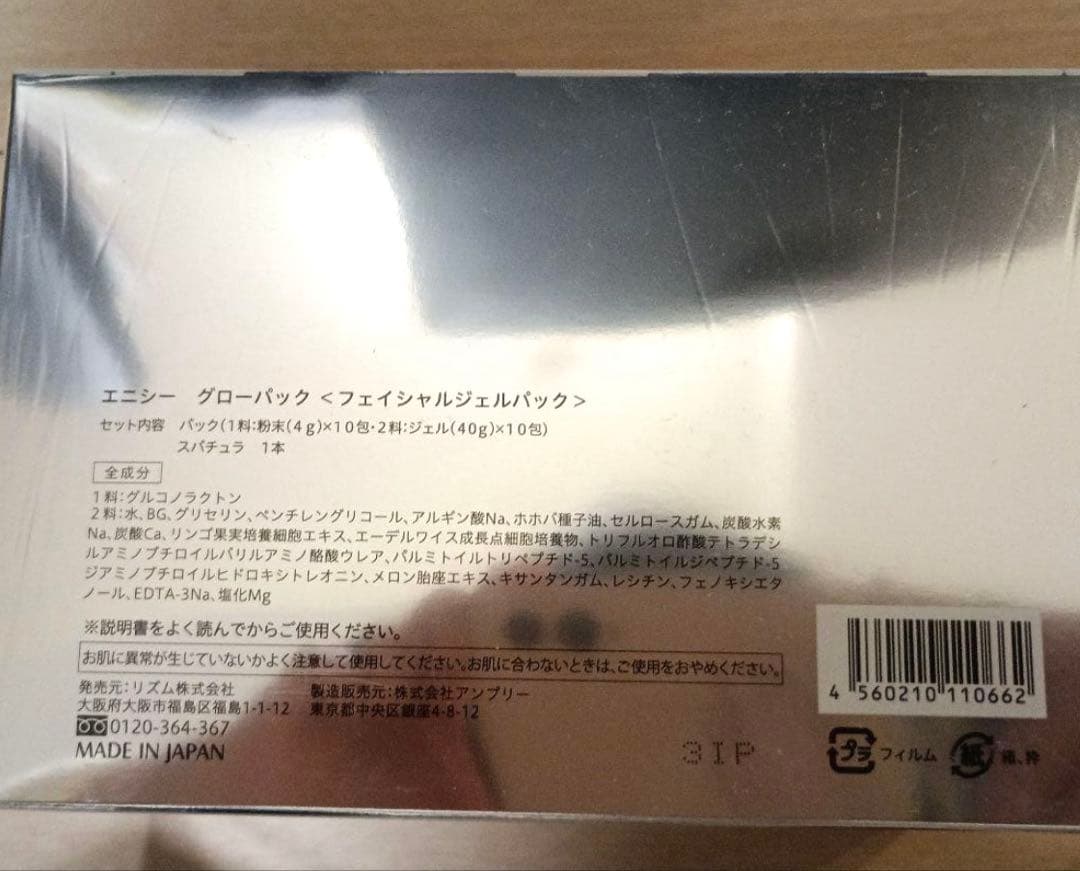 エニシー　グローパック＜フェイシャルジェルパック＞
セット内容　パック(1料:粉末(4g)×10包・2料:ジェル(40g)×10包)
スパチュラ　1本
全成分
1料:グルコノラクトン
2料:水、BG、グリセリン、ペンチレングリコール、アルギン酸Na、ホホバ種子油、セルロースガム、炭酸水素
Na、炭酸Ca、リンゴ果実培養細胞エキス、エーデルワイス成長点細胞培養物、トリフルオロ酢酸テトラデシ
ルアミノブチロイルバリルアミノ酪酸ウレア、パルミトイルトリペプチド-5、パルミトイルジペプチド-5
ジアミノブチロイルヒドロキシトレオニン、メロン胎座エキス、キサンタンガム、レシチン、フェノキシエタ
ノール、EDTA-3Na、塩化Mg
※説明書をよく読んでからご使用ください。
お肌に異常が生じていないかよく注意して使用してください。お肌に合わないときは、ご使用をおやめください。
発売元:リズム株式会社　製造販売元:株式会社アンプリー
大阪府大阪市福島区福島1-1-12　東京都中央区銀座4-8-12
0120-364-367
MADE IN JAPAN
3IP
4 560210 110662
プラ フィルム 紙 箱、枠